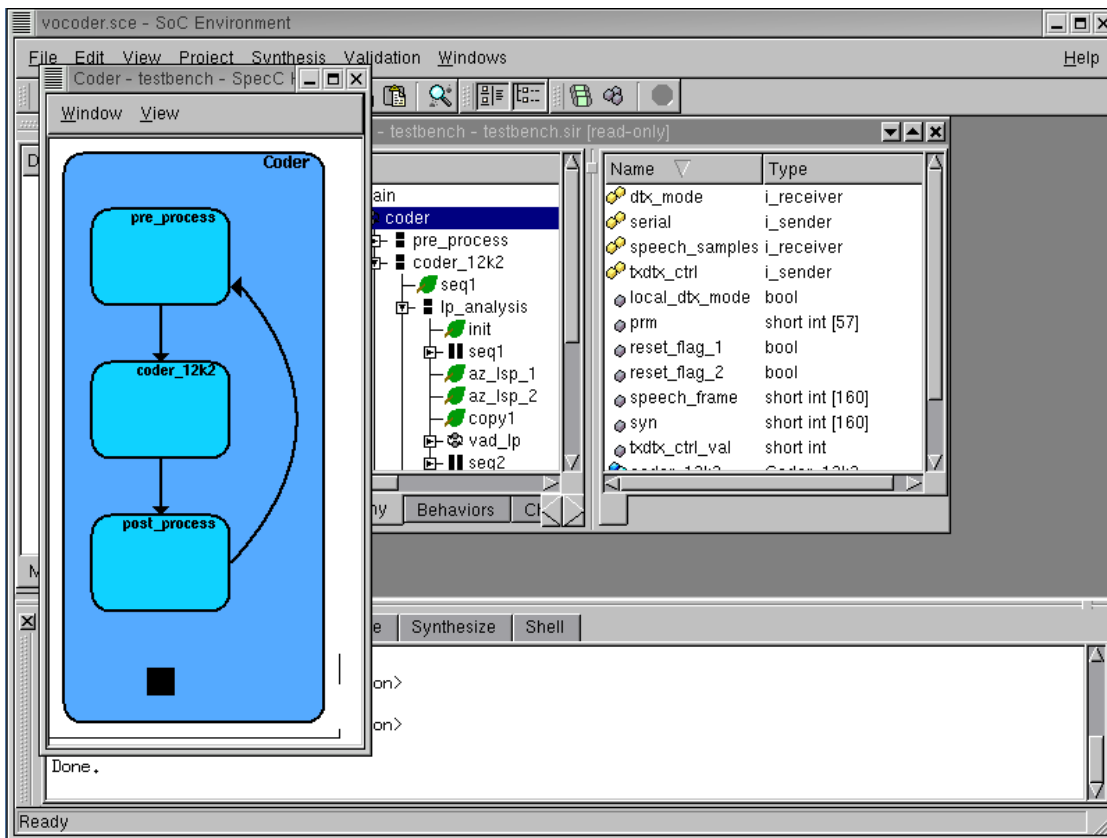 vocoder.sce - SoC Environment
File Edit View Project Synthesis Validation Windows Help
Coder - testbench - SpecC
Window View
Coder
pre_process
coder_12k2
post_process
- testbench - testbench.sir [read-only]
ain
coder
pre_process
coder_12k2
seq1
lp_analysis
init
seq1
az_lsp_1
az_lsp_2
copy1
vad_lp
seq2
Behaviors
Name Type
dtx_mode i_receiver
serial i_sender
speech_samples i_receiver
txdtx_ctrl i_sender
local_dtx_mode bool
prm short int [57]
reset_flag_1 bool
reset_flag_2 bool
speech_frame short int [160]
syn short int [160]
txdtx_ctrl_val short int
Synthesize Shell
on>
on>
Done.
Ready